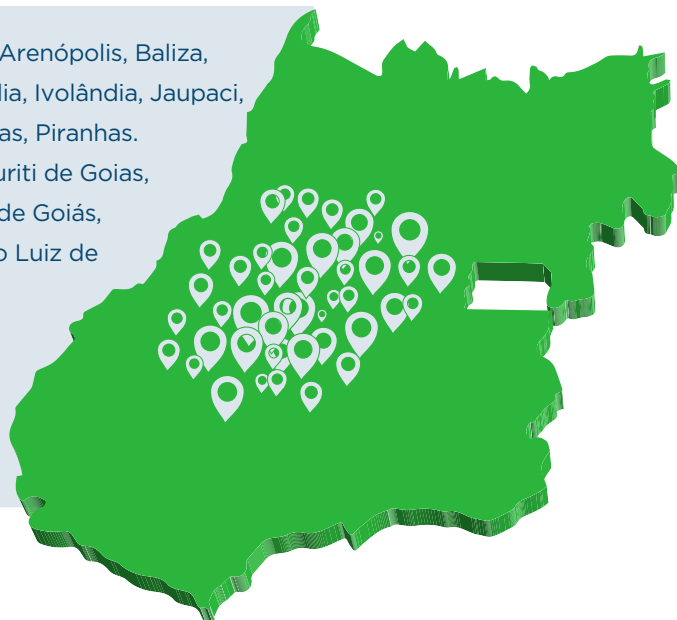 Arenópolis, Baliza,
lia, Ivolândia, Jaupaci,
as, Piranhas.
uriti de Goias,
de Goiás,
o Luiz de